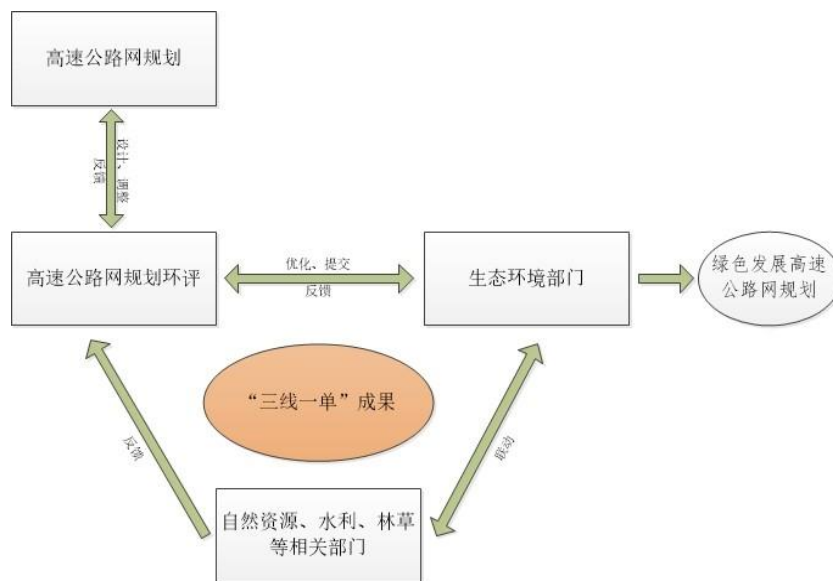 高速公路网规划
设计、调整
反馈
高速公路网规划环评
优化、提交
反馈
生态环境部门
绿色发展高速
公路网规划
“三线一单”成果
反馈
联动
自然资源、水利、林草
等相关部门